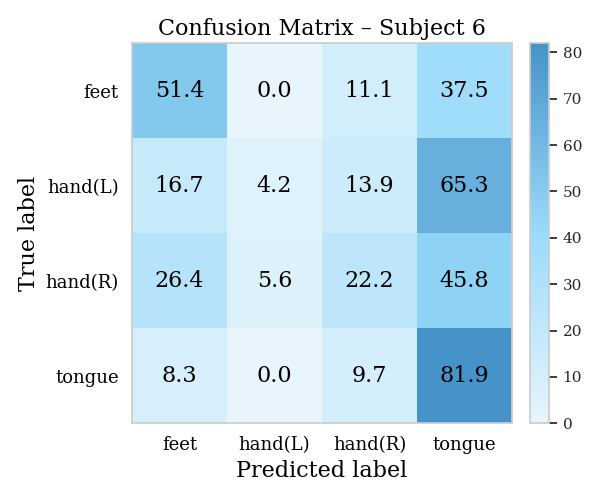 Confusion Matrix – Subject 6
feet 51.4 0.0 11.1 37.5
hand(L) 16.7 4.2 13.9 65.3
hand(R) 26.4 5.6 22.2 45.8
tongue 8.3 0.0 9.7 81.9
feet hand(L) hand(R) tongue
Predicted label
True label
80
70
60
50
40
30
20
10
0